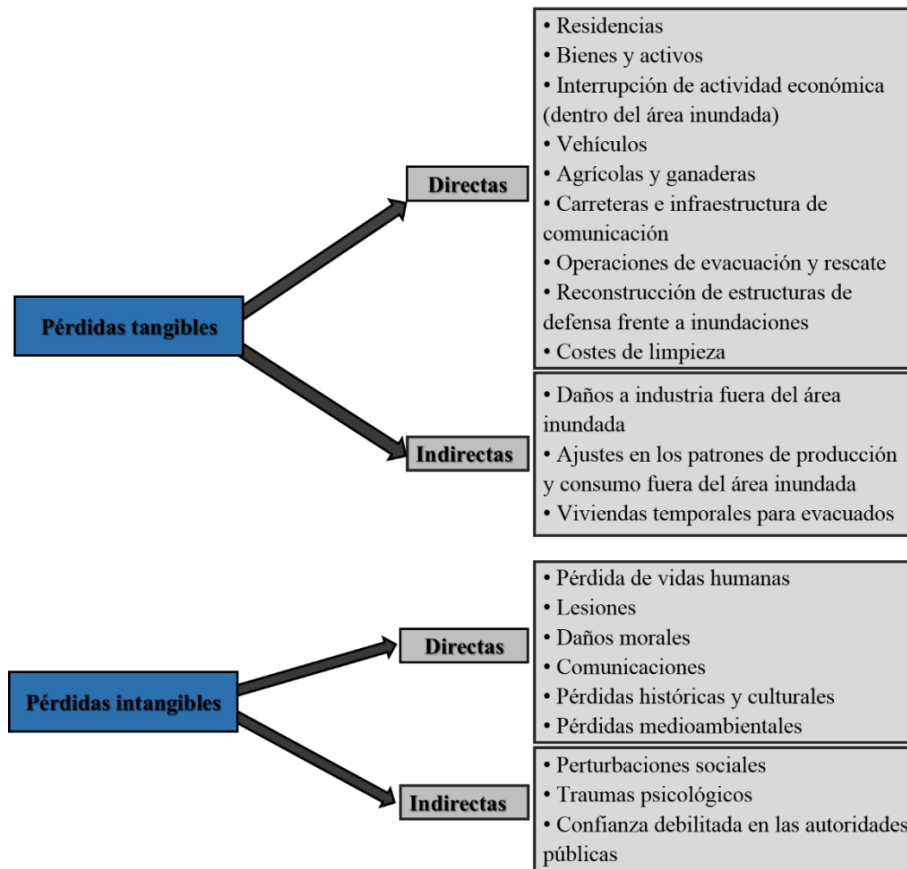 Pérdidas tangibles
Directas
• Residencias
• Bienes y activos
• Interrupción de actividad económica
(dentro del área inundada)
• Vehículos
• Agrícolas y ganaderas
• Carreteras e infraestructura de
comunicación
• Operaciones de evacuación y rescate
• Reconstrucción de estructuras de
defensa frente a inundaciones
• Costes de limpieza
Indirectas
• Daños a industria fuera del área
inundada
• Ajustes en los patrones de producción
y consumo fuera del área inundada
• Viviendas temporales para evacuados
Pérdidas intangibles
Directas
• Pérdida de vidas humanas
• Lesiones
• Daños morales
• Comunicaciones
• Pérdidas históricas y culturales
• Pérdidas medioambientales
Indirectas
• Perturbaciones sociales
• Traumas psicológicos
• Confianza debilitada en las autoridades
públicas